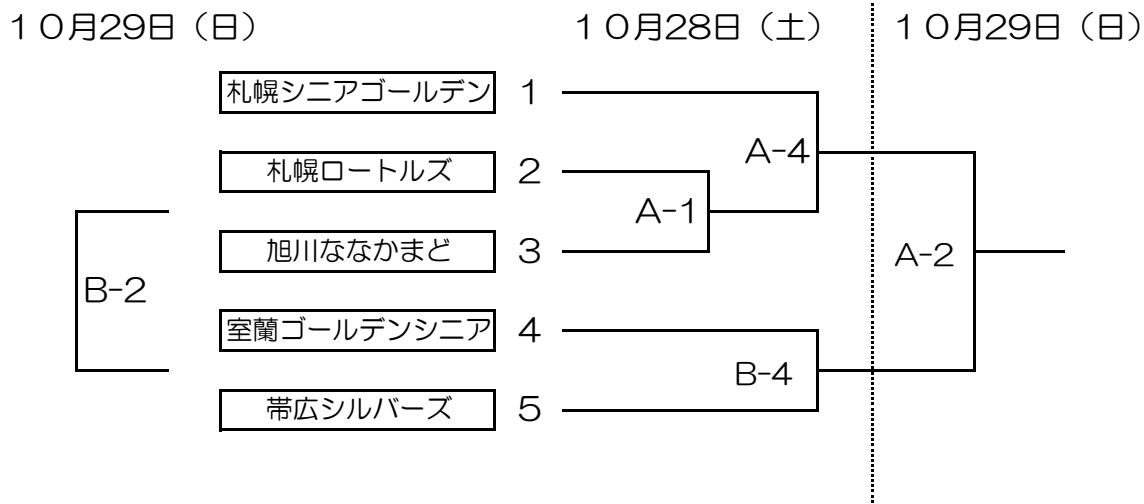 １０月29日（日） １０月28日（土） １０月29日（日）
札幌シニアゴールデン 1
A-4
札幌ロートルズ 2
A-1
旭川ななかまど 3
A-2
B-2
室蘭ゴールデンシニア 4
B-4
帯広シルバーズ 5